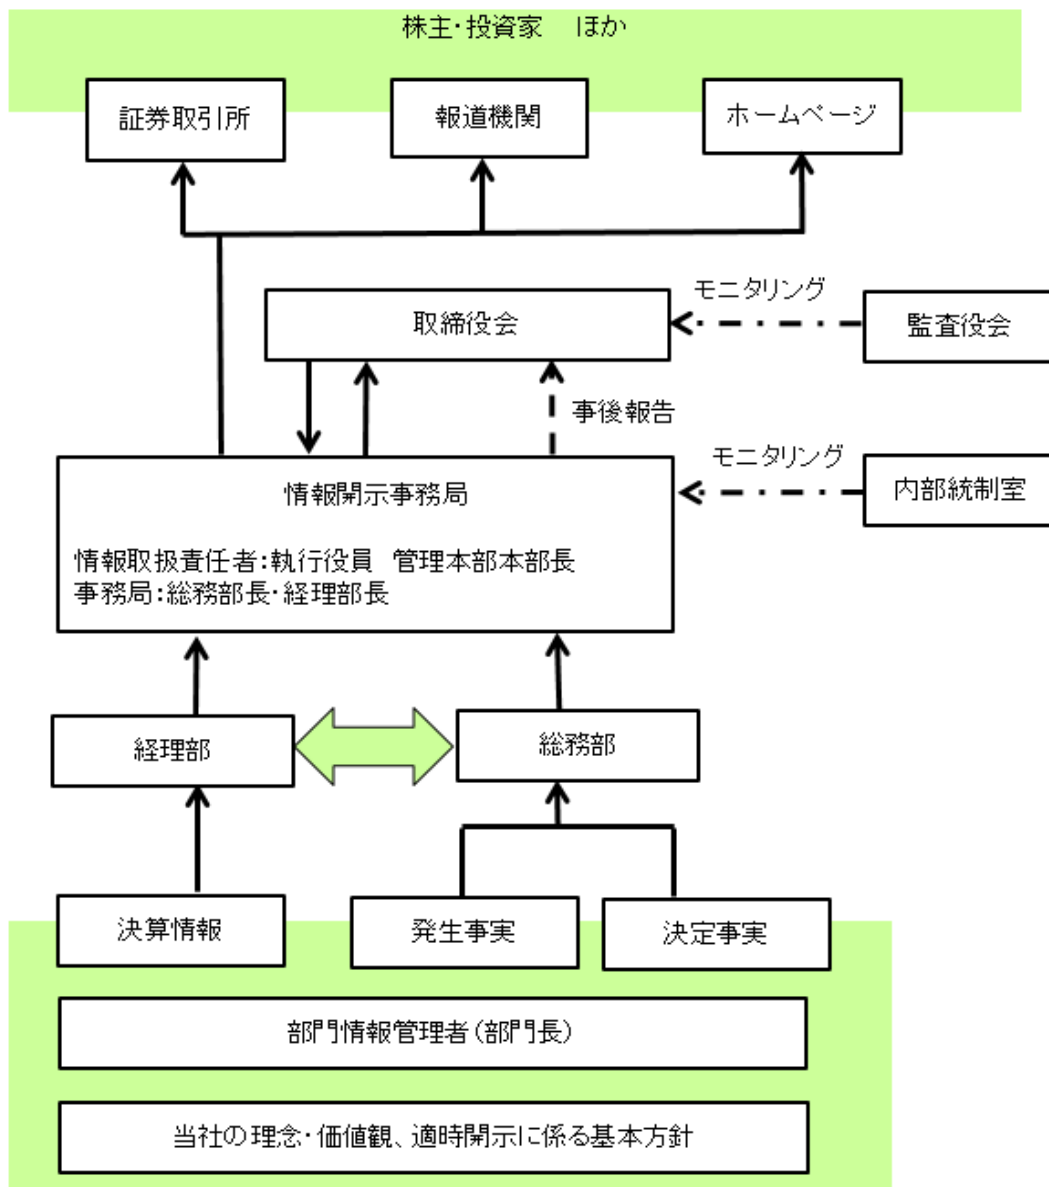 株主・投資家　ほか
証券取引所
報道機関
ホームページ
モニタリング
取締役会
監査役会
事後報告
モニタリング
情報開示事務局
内部統制室
情報取扱責任者：執行役員　管理本部本部長
事務局：総務部長・経理部長
経理部
総務部
決算情報
発生事実
決定事実
部門情報管理者（部門長）
当社の理念・価値観、適時開示に係る基本方針